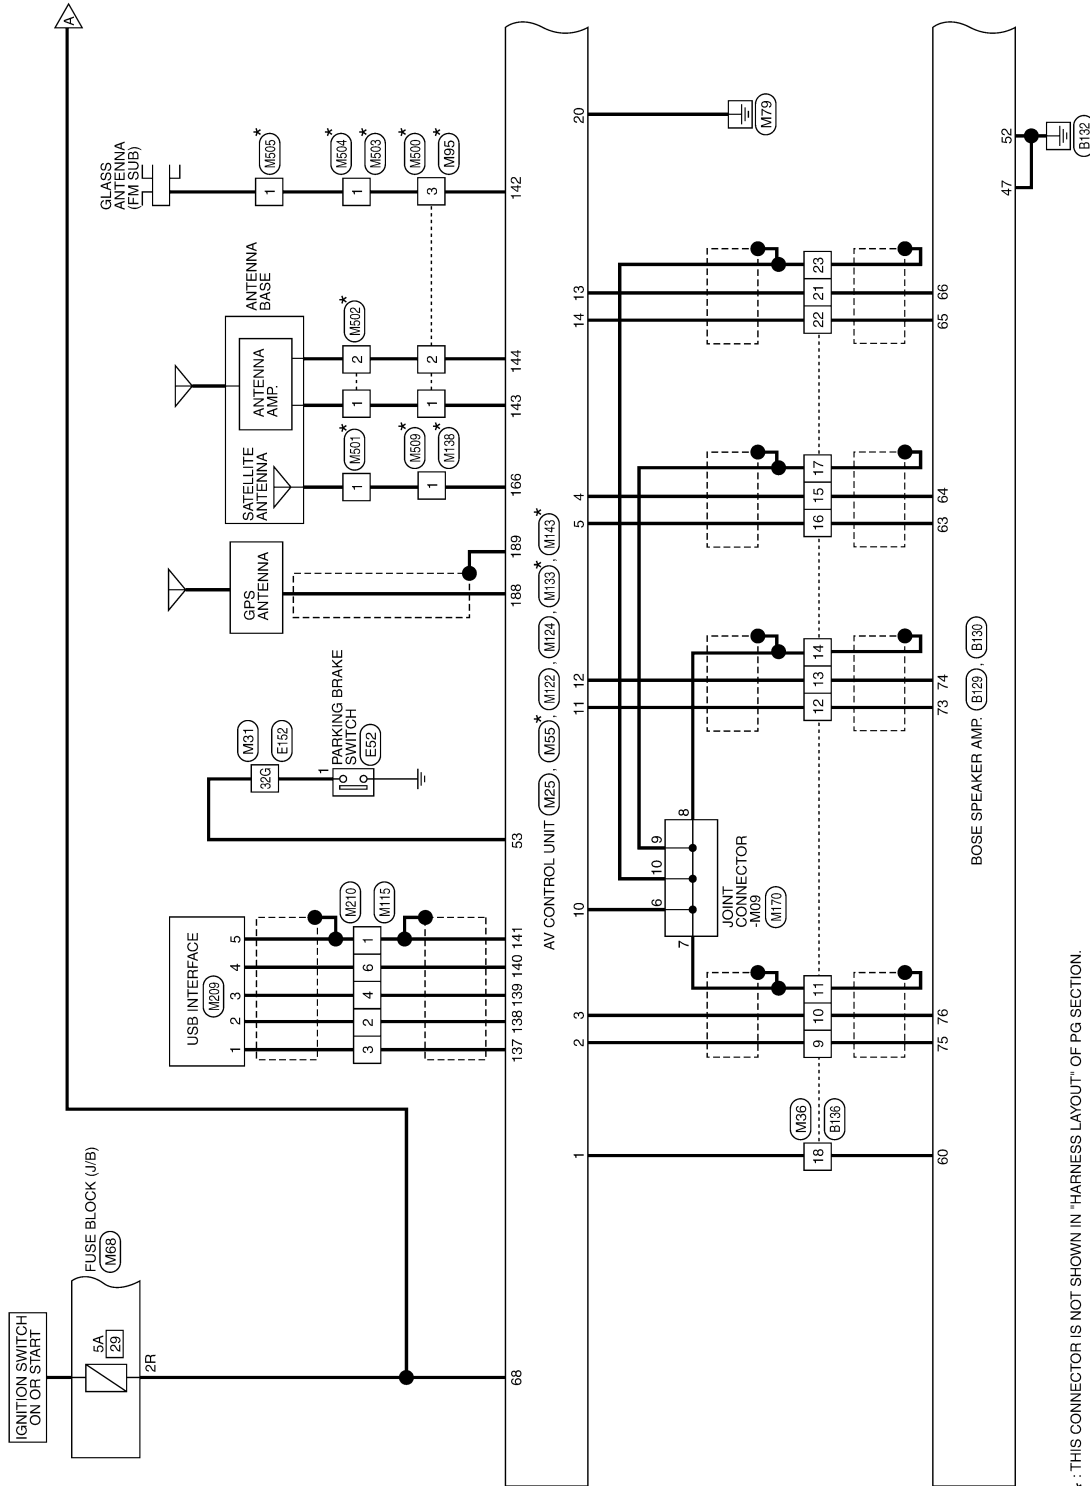 IGNITION SWITCH
ON OR START
5A
29
2R
FUSE BLOCK (J/B)
M68
A
68
USB INTERFACE
M209
1
2
3
4
5
3
2
4
6
1
M210
M115
137
138
139
140
141
M31
E152
32G
1
PARKING BRAKE
SWITCH
E52
53
GPS
ANTENNA
188
189
SATELLITE
ANTENNA
ANTENNA
AMP.
ANTENNA
BASE
1
M501 *
1
M509 *
M138 *
166
1
2
M502 *
1
2
143
144
GLASS
ANTENNA
(FM SUB)
1
M505 *
1
M504 *
M503 *
3
M500 *
M95 *
142
AV CONTROL UNIT M25 , M55 * , M122 , M124 , M133 * , M143 *
1
2
3
10
11
12
5
4
14
13
20
M79
6
10
9
7
8
JOINT
CONNECTOR
-M09
M170
M36
B136
18
9
10
11
12
13
14
16
15
17
22
21
23
60
75
76
73
74
63
64
65
66
47
52
B132
BOSE SPEAKER AMP. B129 , B130
* : THIS CONNECTOR IS NOT SHOWN IN "HARNESS LAYOUT" OF PG SECTION.